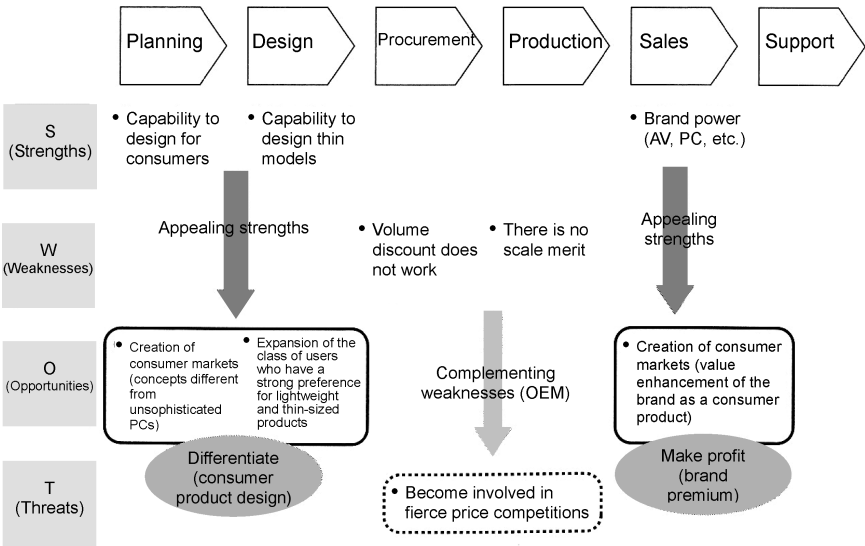 Planning
Design
Procurement
Production
Sales
Support
S
(Strengths)
• Capability to
design for
consumers
• Capability to
design thin
models
• Brand power
(AV, PC, etc.)
Appealing strengths
Appealing
strengths
W
(Weaknesses)
• Volume
discount does
not work
• There is no
scale merit
O
(Opportunities)
• Creation of
consumer markets
(concepts different
from
unsophisticated
PCs)
• Expansion of the
class of users
who have a
strong preference
for lightweight
and thin-sized
products
Complementing
weaknesses (OEM)
• Creation of consumer
markets (value
enhancement of the
brand as a consumer
product)
Differentiate
(consumer
product design)
Make profit
(brand
premium)
T
(Threats)
• Become involved in
fierce price competitions